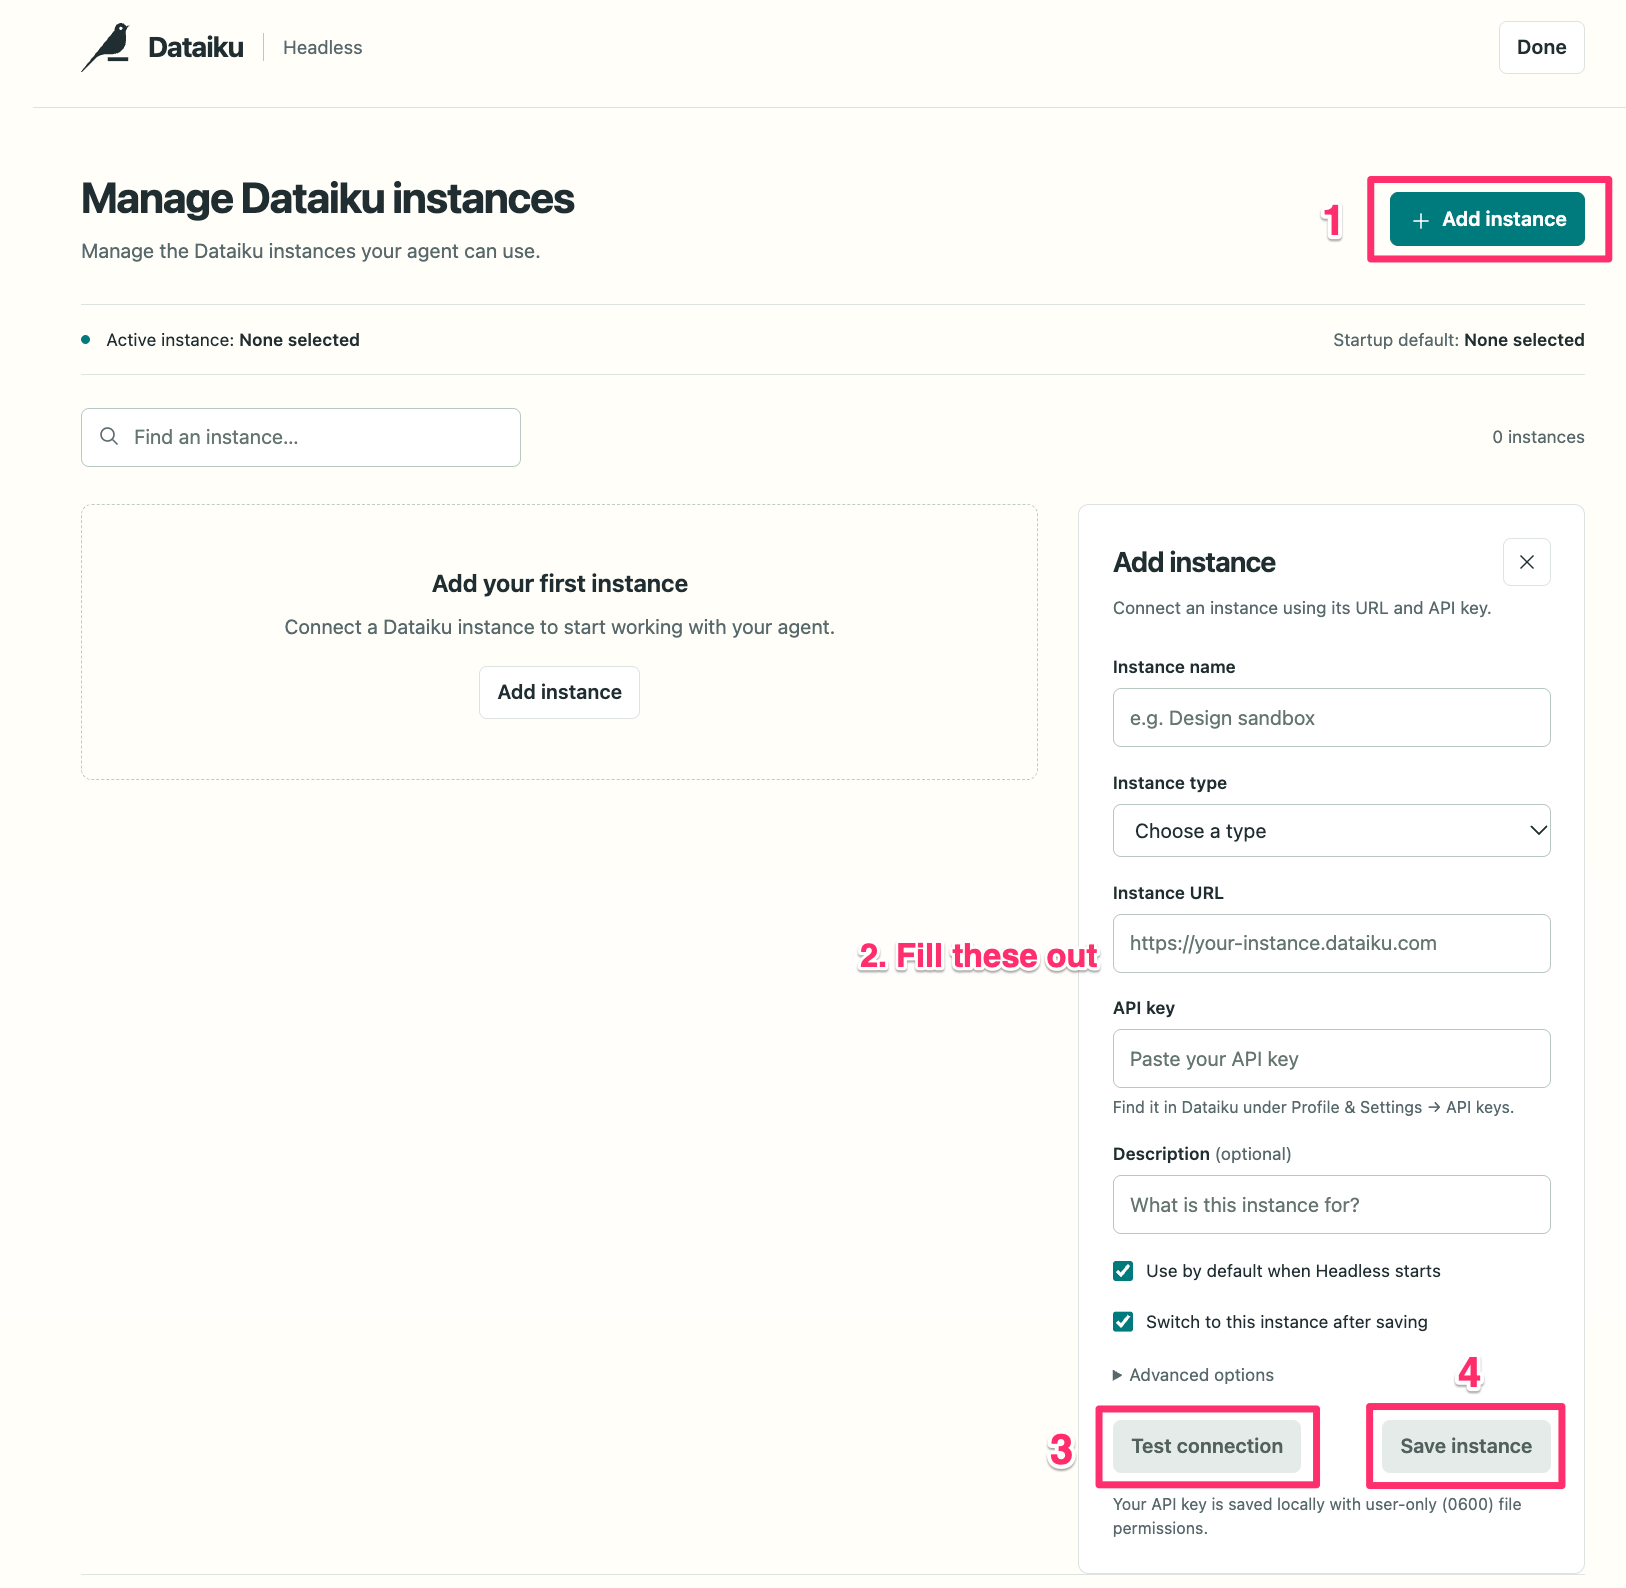 Dataiku
Headless
Done
Manage Dataiku instances
Manage the Dataiku instances your agent can use.
1
+ Add instance
Active instance: None selected
Startup default: None selected
Find an instance...
0 instances
Add your first instance
Connect a Dataiku instance to start working with your agent.
Add instance
Add instance
Connect an instance using its URL and API key.
Instance name
e.g. Design sandbox
Instance type
Choose a type
Instance URL
2. Fill these out
https://your-instance.dataiku.com
API key
Paste your API key
Find it in Dataiku under Profile & Settings → API keys.
Description (optional)
What is this instance for?
Use by default when Headless starts
Switch to this instance after saving
Advanced options
4
3
Test connection
Save instance
Your API key is saved locally with user-only (0600) file
permissions.